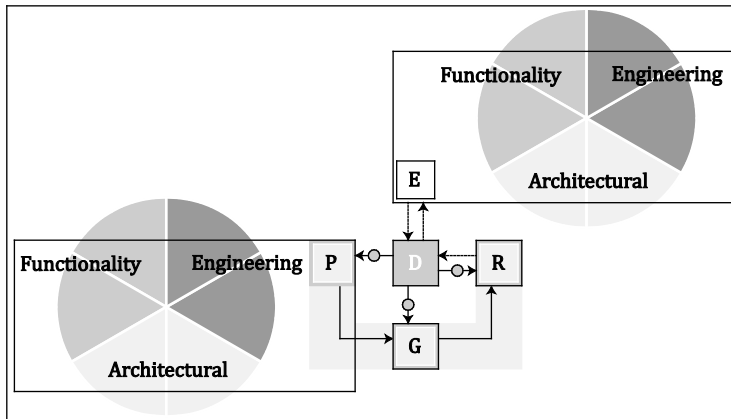 Functionality
Engineering
Architectural
E
Functionality
Engineering
P
D
R
Architectural
G